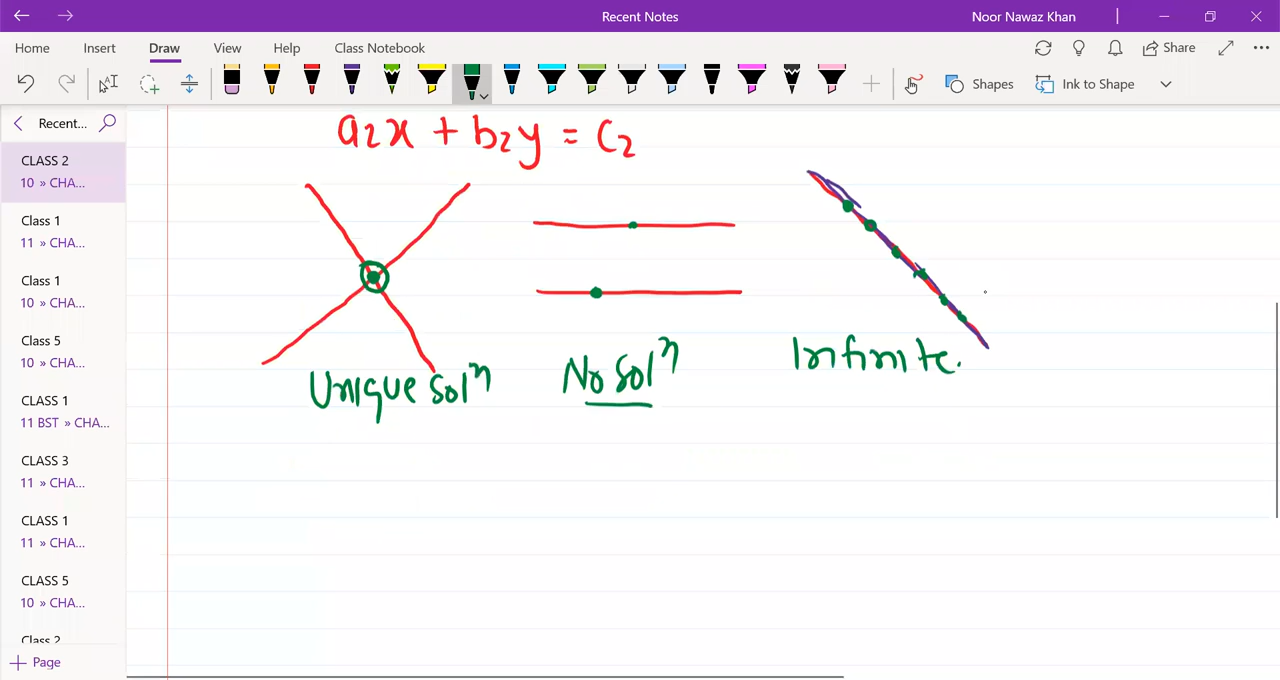 Recent Notes
Noor Nawaz Khan
Home Insert Draw View Help Class Notebook
Share
Shapes
Ink to Shape
Recent...
CLASS 2
10 » CHA...
Class 1
11 » CHA...
Class 1
10 » CHA...
Class 5
10 » CHA...
CLASS 1
11 BST » CHA...
CLASS 3
11 » CHA...
CLASS 1
11 » CHA...
CLASS 5
10 » CHA...
Class 2
+ Page
a₂x + b₂y = c₂
Unique solⁿ
No solⁿ
Infinite.